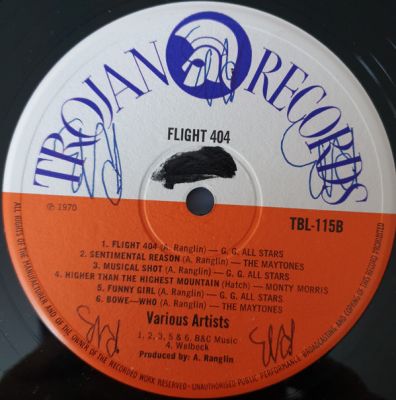 TROJAN RECORDS
FLIGHT 404
℗ 1970
TBL-115B
1. FLIGHT 404 (A. Ranglin) — G. G. ALL STARS
2. SENTIMENTAL REASON (A. Ranglin) — THE MAYTONES
3. MUSICAL SHOT (A. Ranglin) — G. G. ALL STARS
4. HIGHER THAN THE HIGHEST MOUNTAIN (Hatch) — MONTY MORRIS
5. FUNNY GIRL (A. Ranglin) — G. G. ALL STARS
6. BOWE—WHO (A. Ranglin) — THE MAYTONES
Various Artists
1, 2, 3, 5 & 6. B&C Music
4. Welbeck
Produced by: A. Ranglin
ALL RIGHTS OF THE MANUFACTURER AND OF THE OWNER OF THE RECORDED WORK RESERVED - UNAUTHORISED PUBLIC PERFORMANCE BROADCASTING AND COPYING OF THIS RECORD PROHIBITED